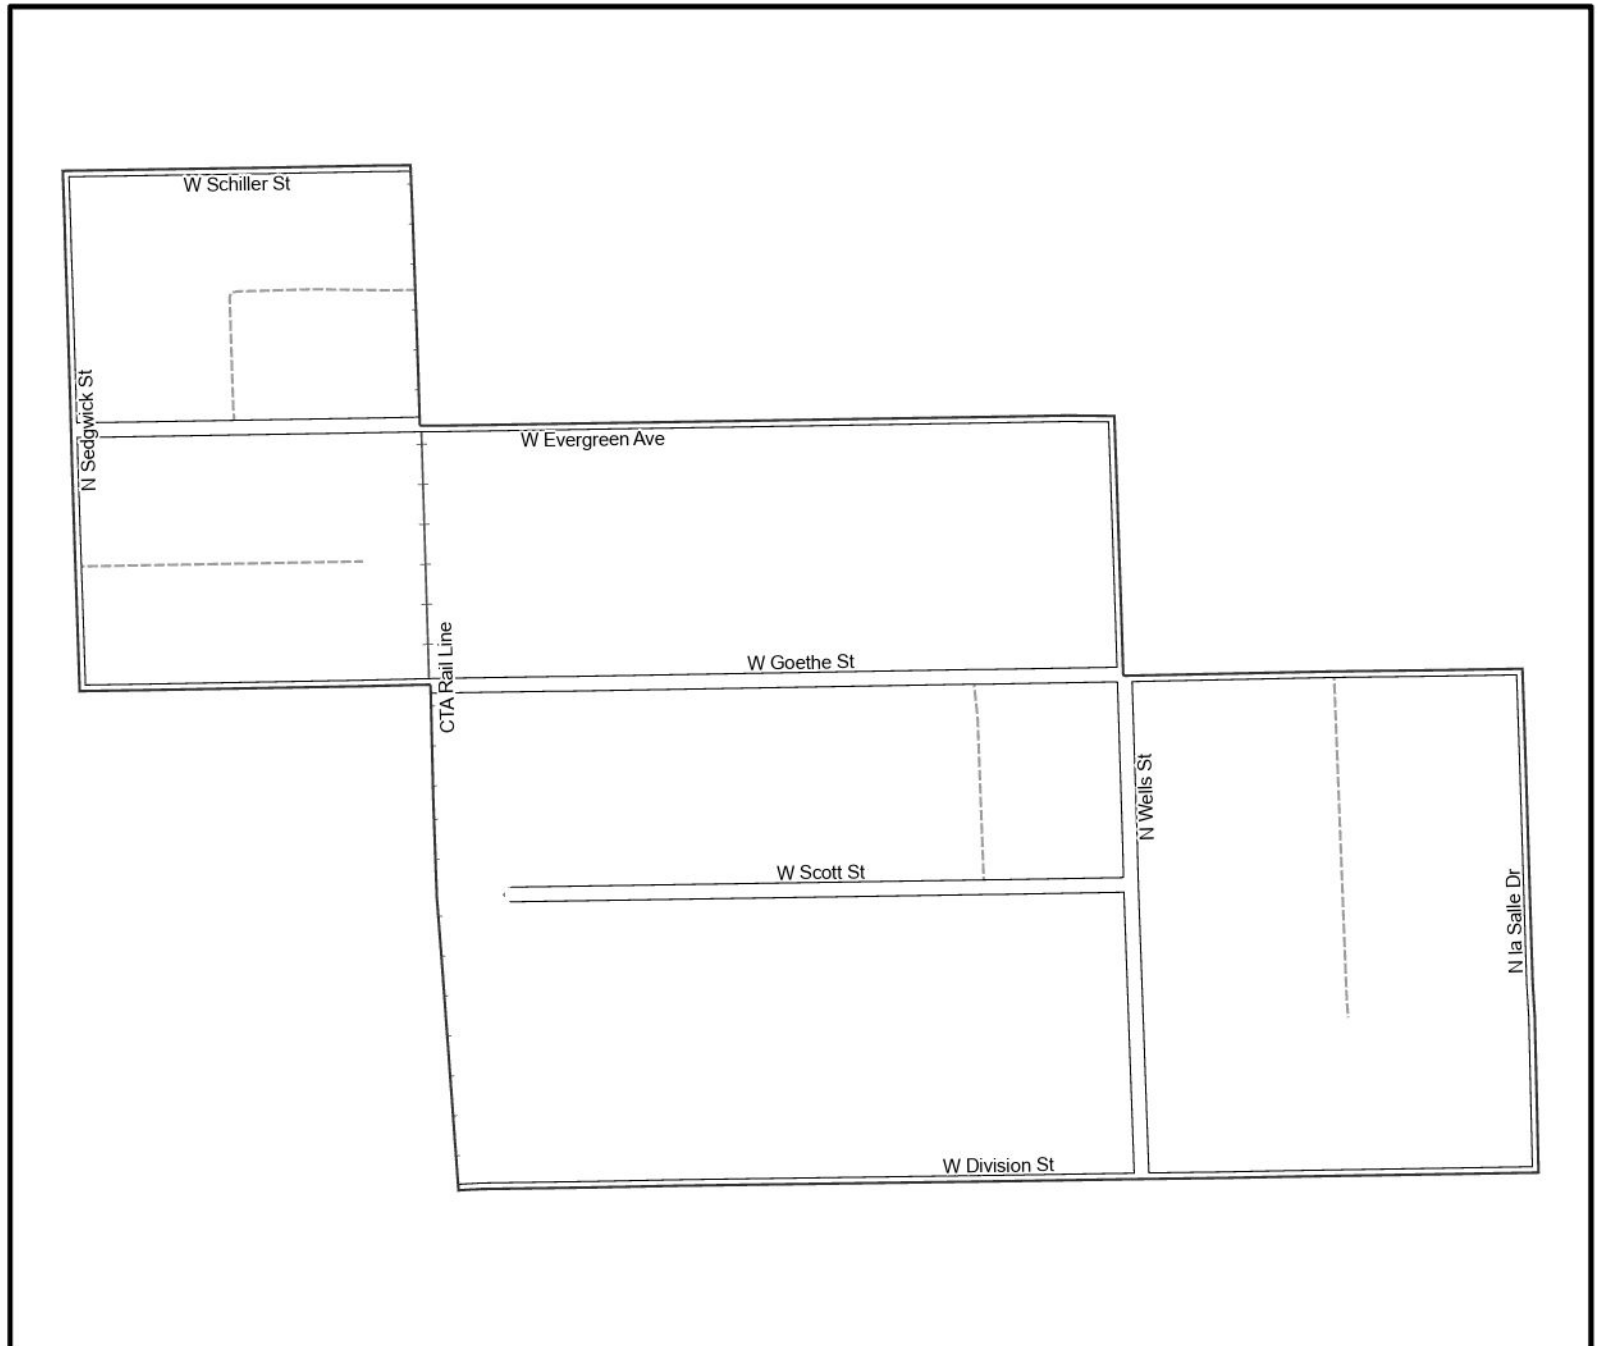 W Schiller St
N Sedgwick St
W Evergreen Ave
CTA Rail Line
W Goethe St
N Wells St
W Scott St
N la Salle Dr
W Division St